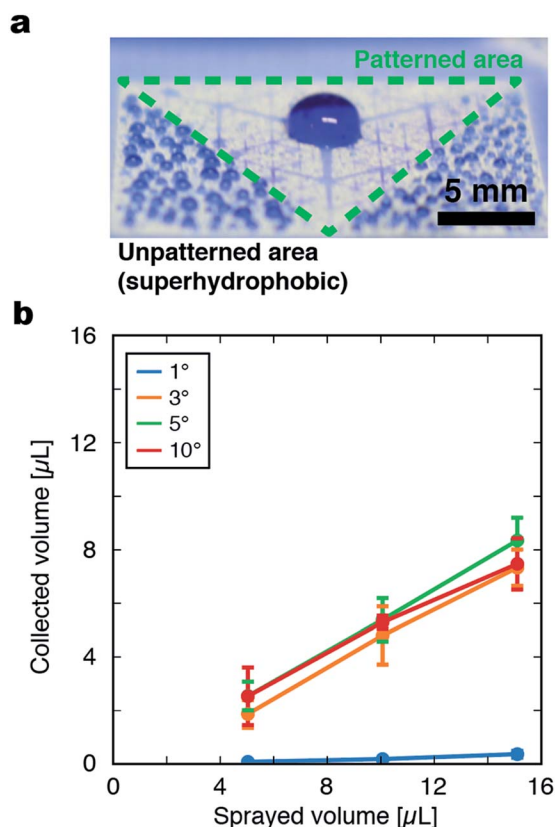 a
Patterned area
5 mm
Unpatterned area
(superhydrophobic)
b
16
12
8
4
0
Collected volume [µL]
1°
3°
5°
10°
0
4
8
12
16
Sprayed volume [µL]